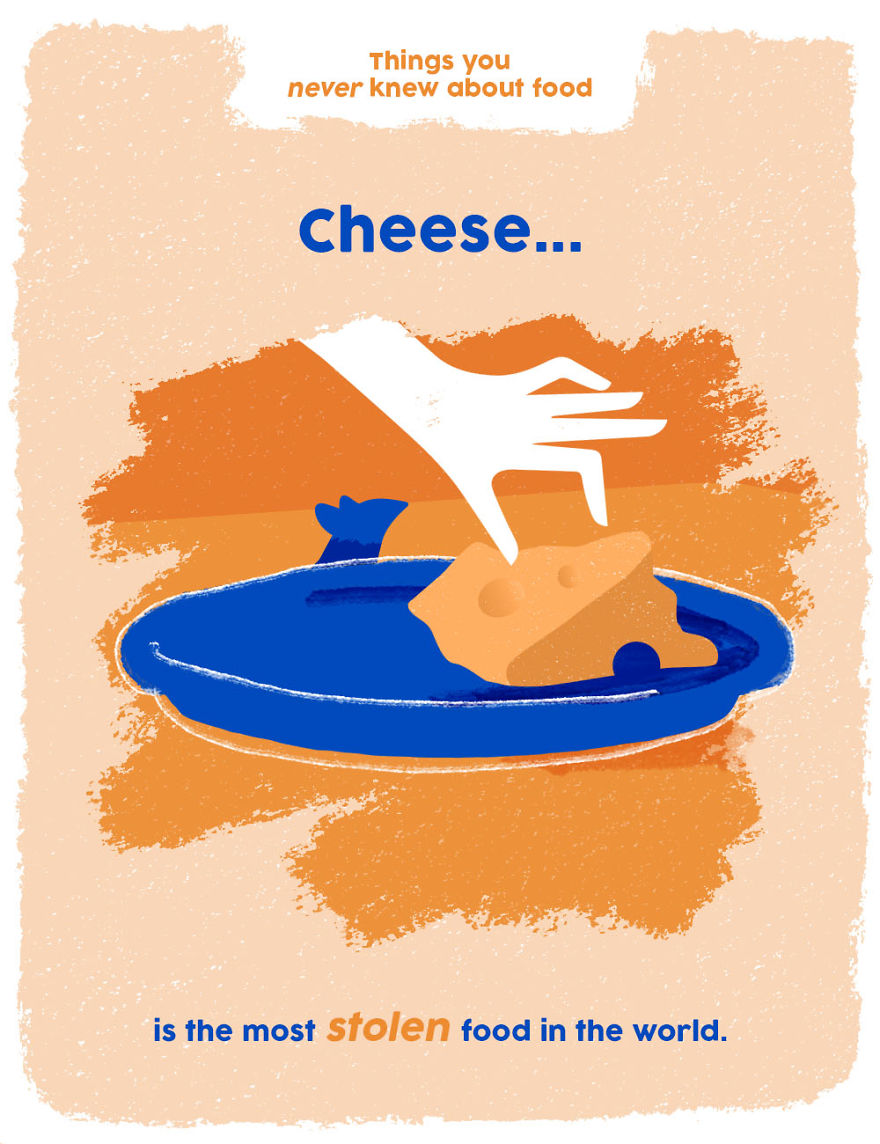 Things you
never knew about food
Cheese...
is the most stolen food in the world.